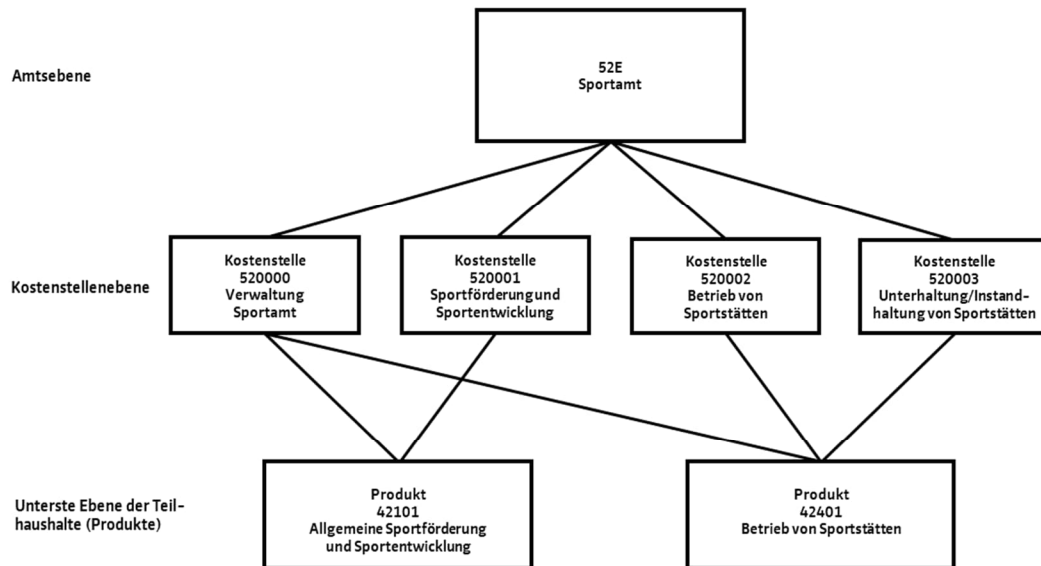 52E
Sportamt
Amtsebene
Kostenstellenebene
Kostenstelle
520000
Verwaltung
Sportamt
Kostenstelle
520001
Sportförderung und
Sportentwicklung
Kostenstelle
520002
Betrieb von
Sportstätten
Kostenstelle
520003
Unterhaltung/Instand-
haltung von Sportstätten
Unterste Ebene der Teil-
haushalte (Produkte)
Produkt
42101
Allgemeine Sportförderung
und Sportentwicklung
Produkt
42401
Betrieb von Sportstätten